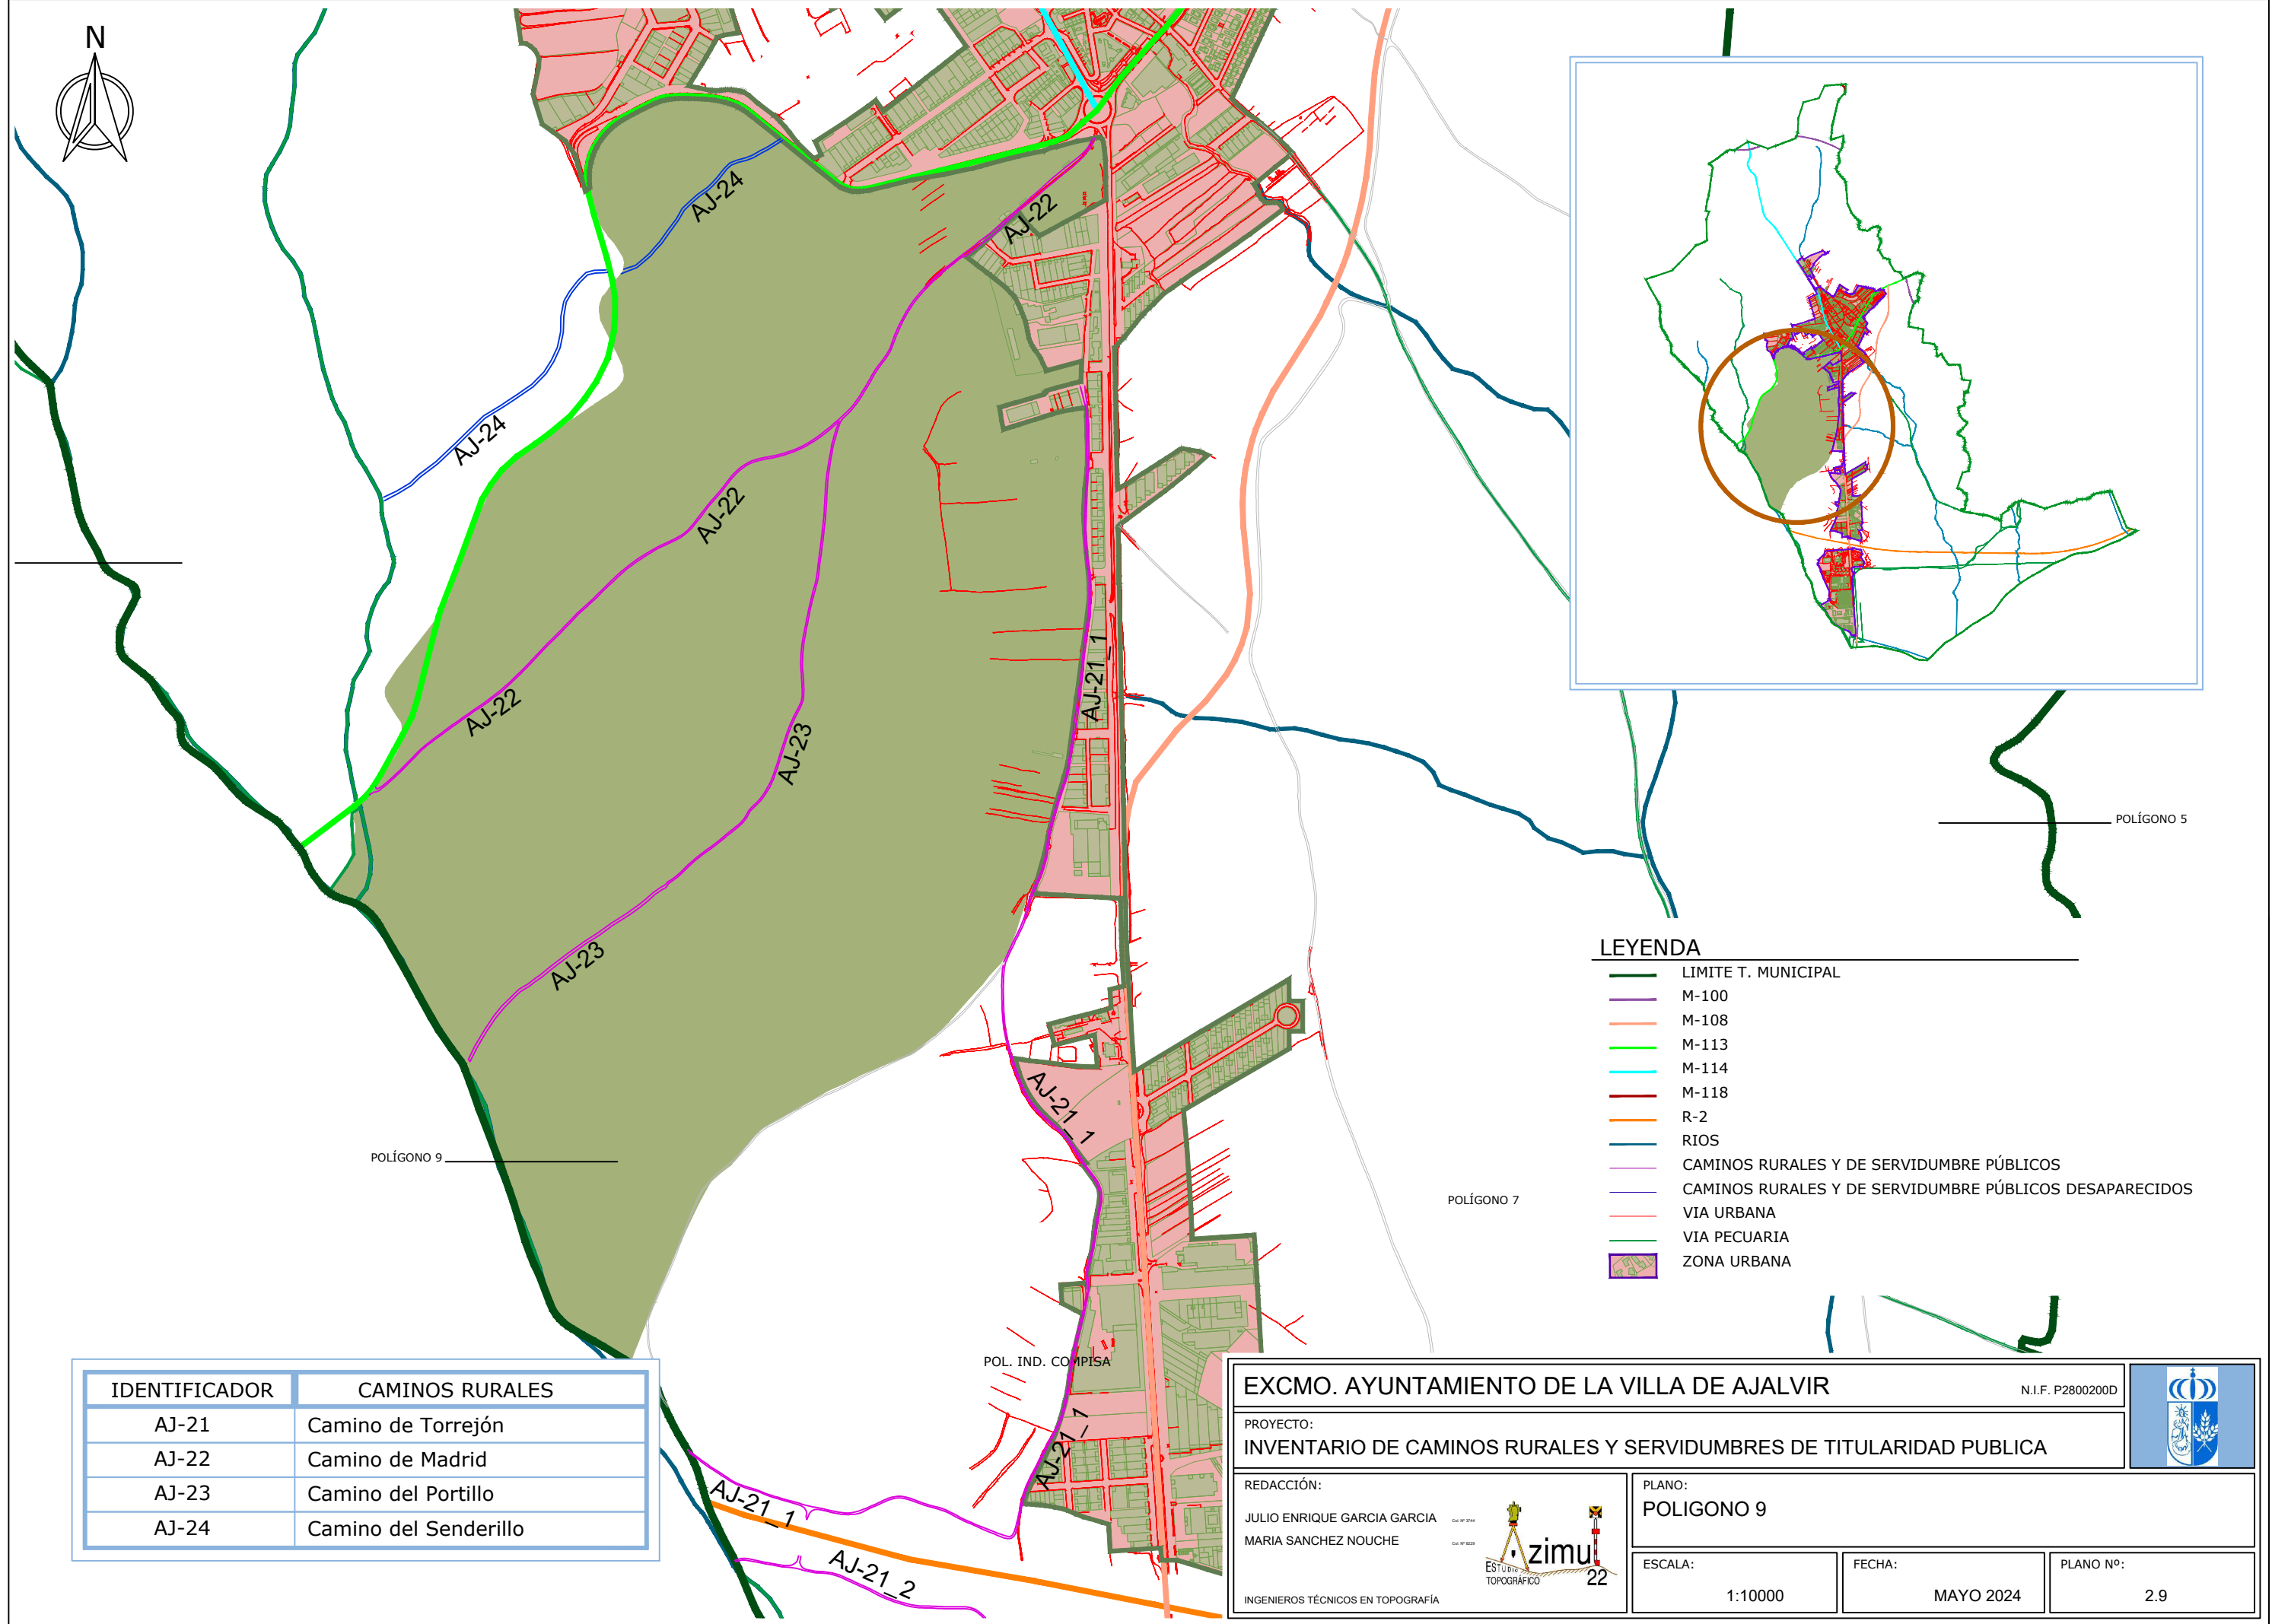 N
AJ-24
AJ-22
AJ-24
AJ-22
AJ-21_1
AJ-22
AJ-23
POLÍGONO 5
AJ-23
LEYENDA
LIMITE T. MUNICIPAL
M-100
M-108
M-113
M-114
M-118
R-2
RIOS
CAMINOS RURALES Y DE SERVIDUMBRE PÚBLICOS
CAMINOS RURALES Y DE SERVIDUMBRE PÚBLICOS DESAPARECIDOS
VIA URBANA
VIA PECUARIA
ZONA URBANA
AJ-21_1
POLÍGONO 9
POLÍGONO 7
POL. IND. COMPISA
AJ-21_1
AJ-21_1
AJ-21_2
IDENTIFICADOR CAMINOS RURALES
AJ-21 Camino de Torrejón
AJ-22 Camino de Madrid
AJ-23 Camino del Portillo
AJ-24 Camino del Senderillo
EXCMO. AYUNTAMIENTO DE LA VILLA DE AJALVIR N.I.F. P2800200D
PROYECTO:
INVENTARIO DE CAMINOS RURALES Y SERVIDUMBRES DE TITULARIDAD PUBLICA
REDACCIÓN:
JULIO ENRIQUE GARCIA GARCIA
MARIA SANCHEZ NOUCHE
Azimut
ESTUDIO
TOPOGRÁFICO 22
INGENIEROS TÉCNICOS EN TOPOGRAFÍA
PLANO:
POLIGONO 9
ESCALA:
1:10000
FECHA:
MAYO 2024
PLANO Nº:
2.9